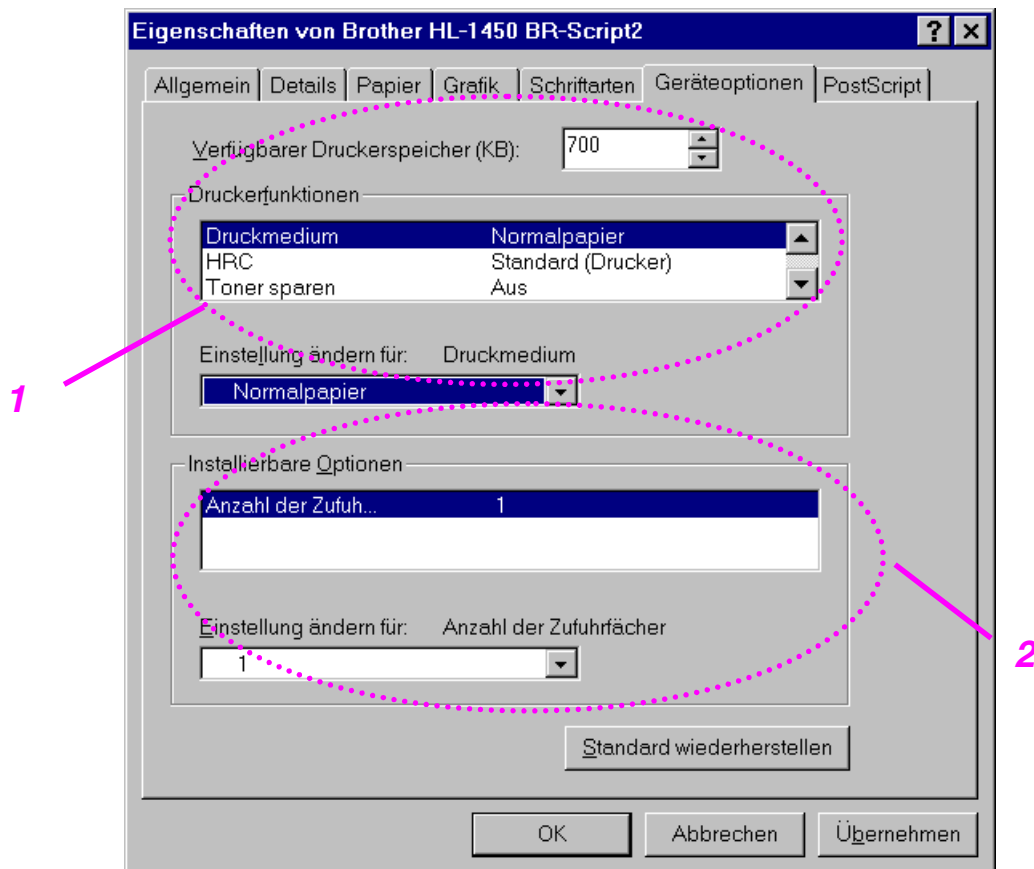 Eigenschaften von Brother HL-1450 BR-Script2
Allgemein Details Papier Grafik Schriftarten Geräteoptionen PostScript
Verfügbarer Druckerspeicher (KB): 700
Druckerfunktionen
Druckmedium Normalpapier
HRC Standard (Drucker)
Toner sparen Aus
1
Einstellung ändern für: Druckmedium
Normalpapier
Installierbare Optionen
Anzahl der Zufuh... 1
2
Einstellung ändern für: Anzahl der Zufuhrfächer
1
Standard wiederherstellen
OK Abbrechen Übernehmen